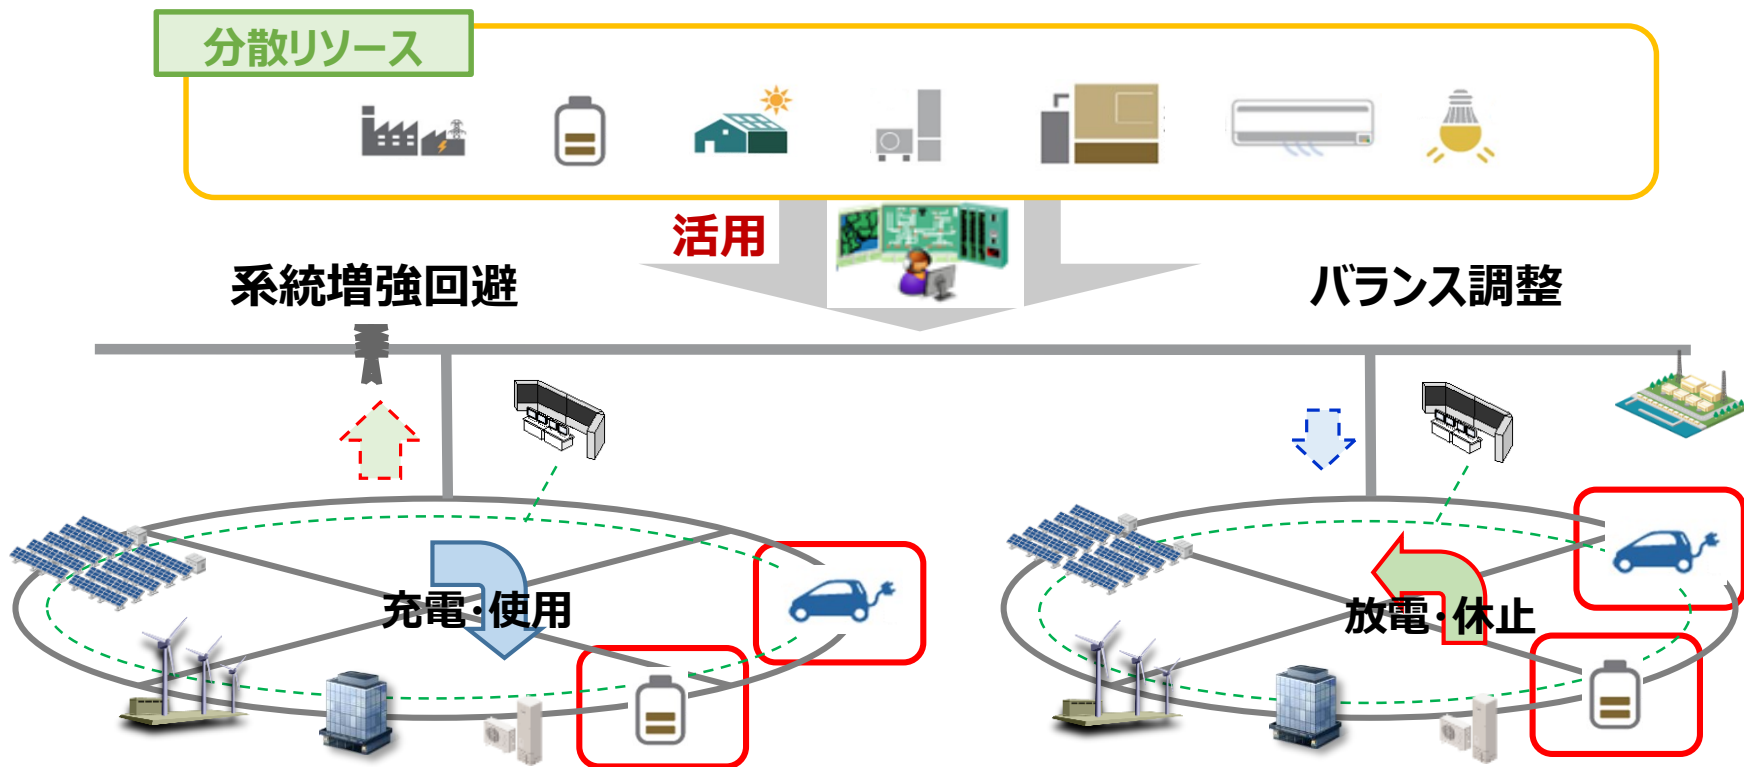 分散リソース
活用
系統増強回避
バランス調整
充電・使用
放電・休止